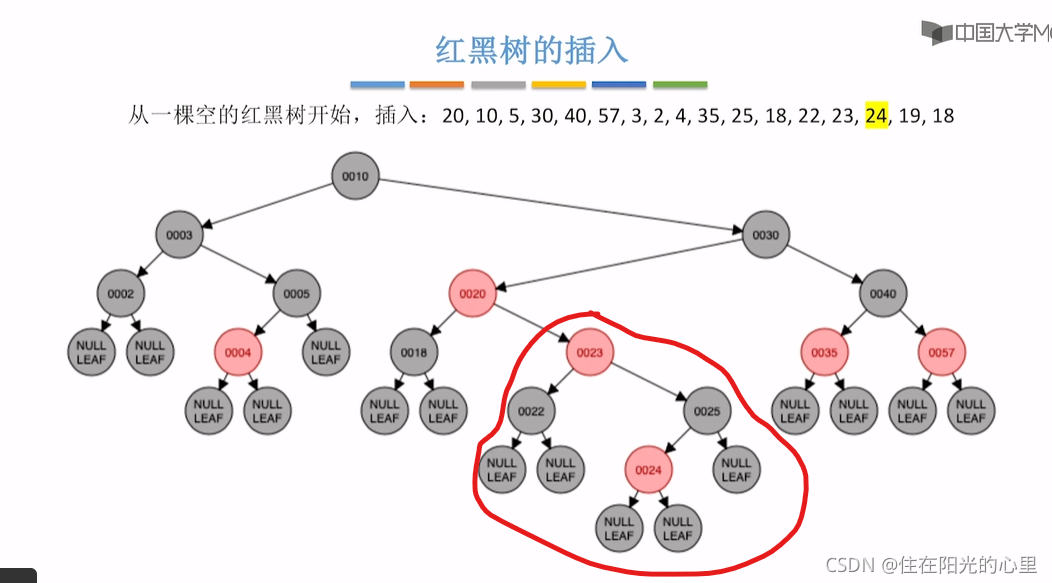 中国大学MO
红黑树的插入
从一棵空的红黑树开始，插入：20, 10, 5, 30, 40, 57, 3, 2, 4, 35, 25, 18, 22, 23, 24, 19, 18
0010
0003
0030
0002
0005
0020
0040
NULL
LEAF
NULL
LEAF
0004
NULL
LEAF
0018
0023
0035
0057
NULL
LEAF
NULL
LEAF
NULL
LEAF
NULL
LEAF
0022
0025
NULL
LEAF
NULL
LEAF
NULL
LEAF
NULL
LEAF
NULL
LEAF
NULL
LEAF
0024
NULL
LEAF
NULL
LEAF
NULL
LEAF
CSDN @住在阳光的心里